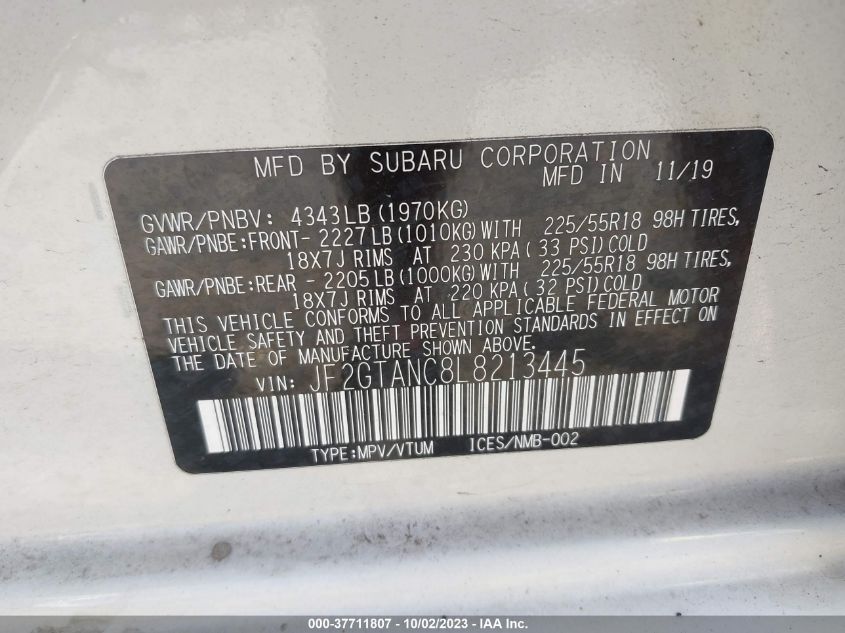 MFD BY SUBARU CORPORATION
MFD IN 11/19
GVWR/PNBV: 4343LB (1970KG)
GAWR/PNBE:FRONT- 2227LB (1010KG) WITH 225/55R18 98H TIRES,
18X7J RIMS AT 230 KPA ( 33 PSI) COLD
GAWR/PNBE:REAR - 2205LB (1000KG) WITH 225/55R18 98H TIRES,
18X7J RIMS AT 220 KPA ( 32 PSI) COLD
THIS VEHICLE CONFORMS TO ALL APPLICABLE FEDERAL MOTOR
VEHICLE SAFETY AND THEFT PREVENTION STANDARDS IN EFFECT ON
THE DATE OF MANUFACTURE SHOWN ABOVE.
VIN: JF2GTANC8L8213445
TYPE:MPV/VTUM ICES/NMB-002
000-37711807 - 10/02/2023 - IAA Inc.